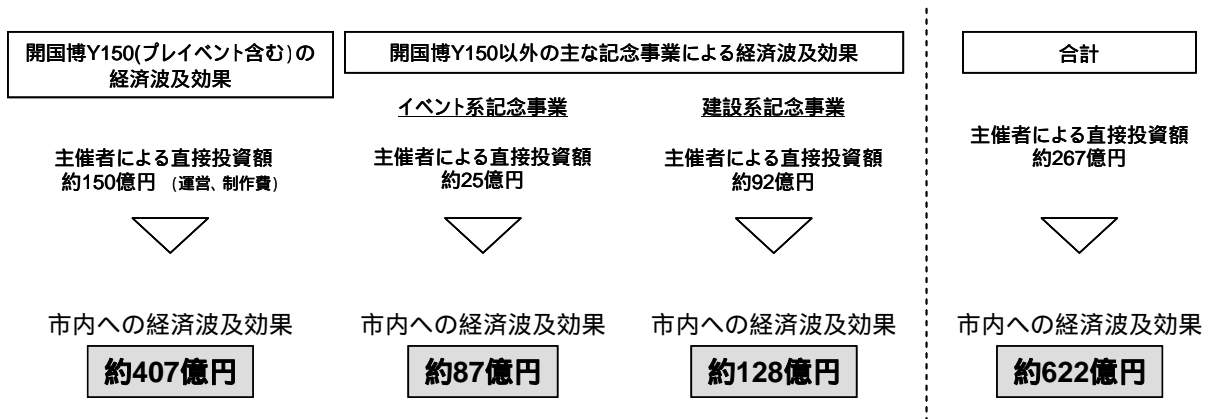 開国博Y150(プレイベント含む)の
経済波及効果
主催者による直接投資額
約150億円 (運営、制作費)
市内への経済波及効果
約407億円
開国博Y150以外の主な記念事業による経済波及効果
イベント系記念事業
主催者による直接投資額
約25億円
市内への経済波及効果
約87億円
建設系記念事業
主催者による直接投資額
約92億円
市内への経済波及効果
約128億円
合計
主催者による直接投資額
約267億円
市内への経済波及効果
約622億円